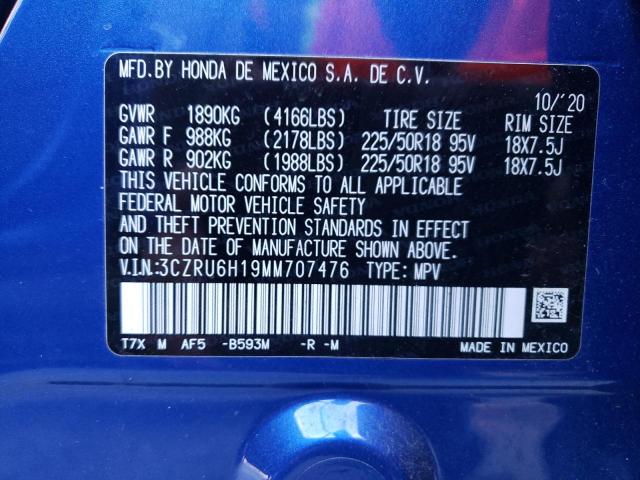 MFD.BY HONDA DE MEXICO S.A. DE C.V.
10/'20
GVWR 1890KG (4166LBS) TIRE SIZE RIM SIZE
GAWR F 988KG (2178LBS) 225/50R18 95V 18X7.5J
GAWR R 902KG (1988LBS) 225/50R18 95V 18X7.5J
THIS VEHICLE CONFORMS TO ALL APPLICABLE
FEDERAL MOTOR VEHICLE SAFETY
AND THEFT PREVENTION STANDARDS IN EFFECT
ON THE DATE OF MANUFACTURE SHOWN ABOVE.
V.I.N.:3CZRU6H19MM707476 TYPE: MPV
T7X M AF5 -B593M -R -M MADE IN MEXICO